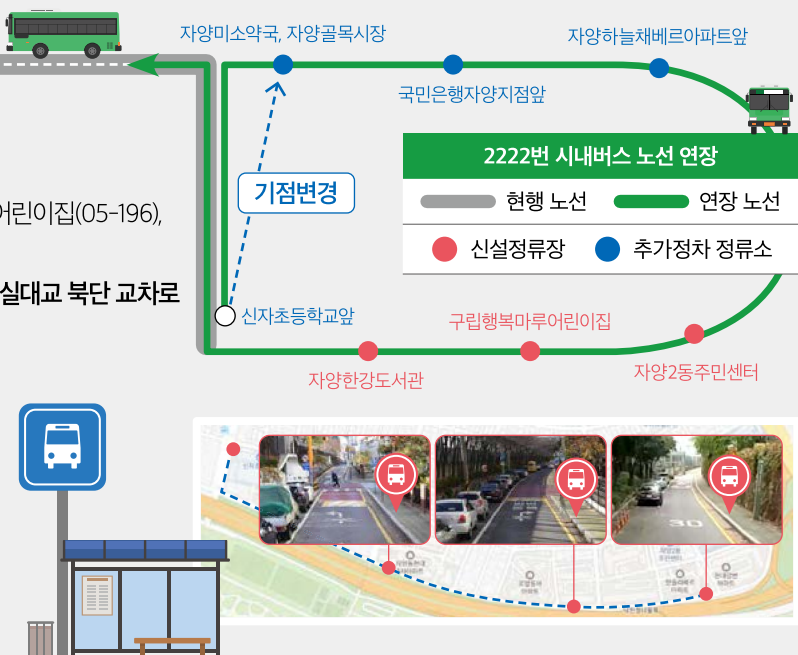 자양미소약국, 자양골목시장
자양하늘채베르아파트앞
국민은행자양지점앞
2222번 시내버스 노선 연장
기점변경
현행 노선
연장 노선
어린이집(05-196),
신설정류장
추가정차 정류소
실대교 북단 교차로
신자초등학교앞
구립행복마루어린이집
자양한강도서관
자양2동주민센터
30